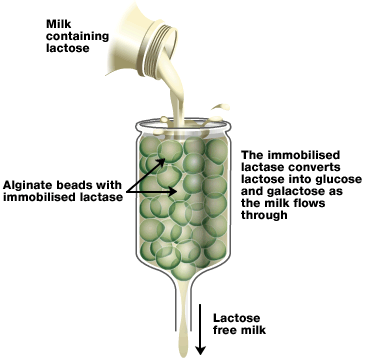 Milk
containing
lactose
Alginate beads with
immobilised lactase
The immobilised
lactase converts
lactose into glucose
and galactose as
the milk flows
through
Lactose
free milk